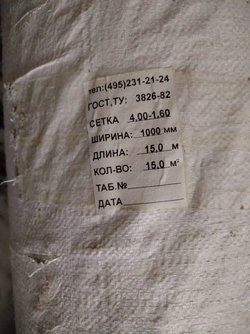 тел:(495)231-21-24
ГОСТ,ТУ: 3826-82
СЕТКА 4,00-1,60
ШИРИНА: 1000 мм
ДЛИНА: 15,0 м
КОЛ-ВО: 15,0 м²
ТАБ.№
ДАТА